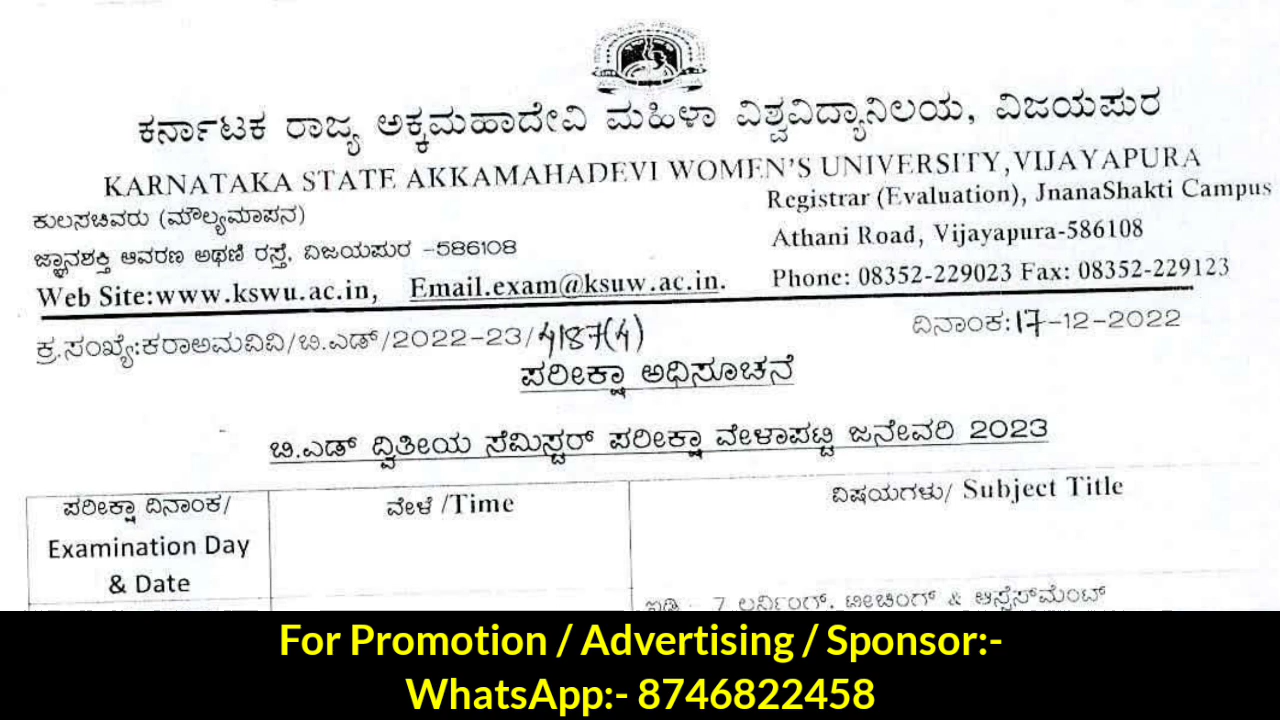 ಕರ್ನಾಟಕ ರಾಜ್ಯ ಅಕ್ಕಮಹಾದೇವಿ ಮಹಿಳಾ ವಿಶ್ವವಿದ್ಯಾನಿಲಯ, ವಿಜಯಪುರ
KARNATAKA STATE AKKAMAHADEVI WOMEN'S UNIVERSITY,VIJAYAPURA
ಕುಲಸಚಿವರು (ಮೌಲ್ಯಮಾಪನ)
Registrar (Evaluation), JnanaShakti Campus
ಜ್ಞಾನಶಕ್ತಿ ಆವರಣ ಅಥಣಿ ರಸ್ತೆ, ವಿಜಯಪುರ –586108
Athani Road, Vijayapura-586108
Web Site:www.kswu.ac.in, Email.exam@ksuw.ac.in.
Phone: 08352-229023 Fax: 08352-229123
ಕ್ರ.ಸಂಖ್ಯೆ:ಕರಾಅಮವಿವಿ/ಬಿ.ಎಡ್/2022-23/4187(4)
ದಿನಾಂಕ:17-12-2022
ಪರೀಕ್ಷಾ ಅಧಿಸೂಚನೆ
ಬಿ.ಎಡ್ ದ್ವಿತೀಯ ಸೆಮಿಸ್ಟರ್ ಪರೀಕ್ಷಾ ವೇಳಾಪಟ್ಟಿ ಜನೇವರಿ 2023
ಪರೀಕ್ಷಾ ದಿನಾಂಕ/
Examination Day
& Date
ವೇಳೆ /Time
ವಿಷಯಗಳು/ Subject Title
7 ಲರ್ನಿಂಗ್, ಟೀಚಿಂಗ್ & ಆಸ್ಸೆಸ್‌ಮೆಂಟ್
For Promotion / Advertising / Sponsor:-
WhatsApp:- 8746822458